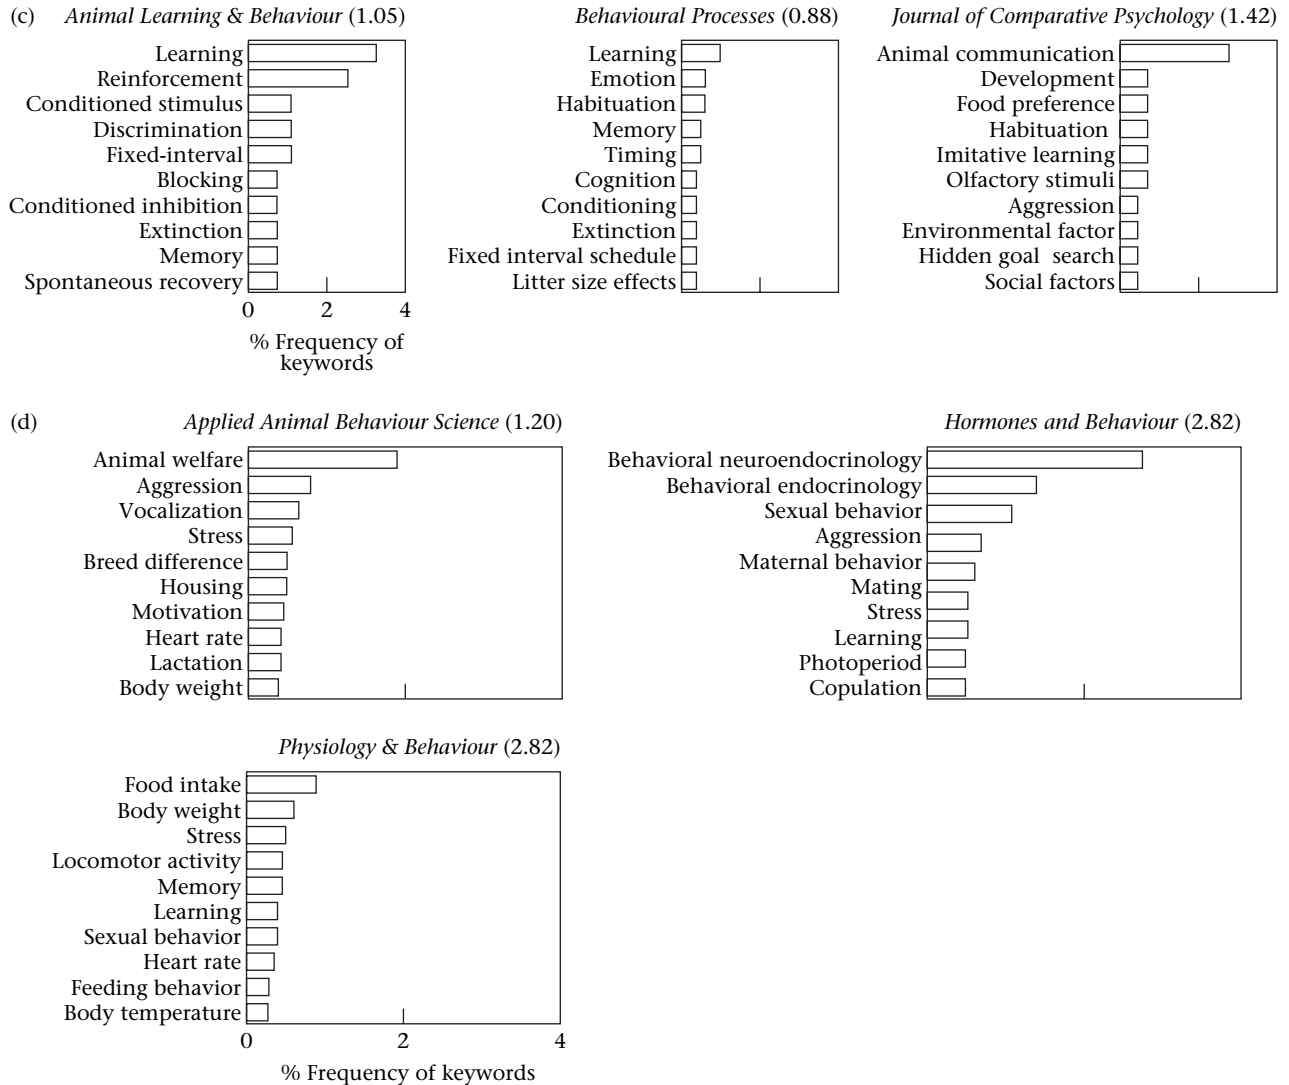 (c)
Animal Learning & Behaviour (1.05)
Learning
Reinforcement
Conditioned stimulus
Discrimination
Fixed-interval
Blocking
Conditioned inhibition
Extinction
Memory
Spontaneous recovery
0 2 4
% Frequency of
keywords
Behavioural Processes (0.88)
Learning
Emotion
Habituation
Memory
Timing
Cognition
Conditioning
Extinction
Fixed interval schedule
Litter size effects
Journal of Comparative Psychology (1.42)
Animal communication
Development
Food preference
Habituation
Imitative learning
Olfactory stimuli
Aggression
Environmental factor
Hidden goal search
Social factors
(d)
Applied Animal Behaviour Science (1.20)
Animal welfare
Aggression
Vocalization
Stress
Breed difference
Housing
Motivation
Heart rate
Lactation
Body weight
Hormones and Behaviour (2.82)
Behavioral neuroendocrinology
Behavioral endocrinology
Sexual behavior
Aggression
Maternal behavior
Mating
Stress
Learning
Photoperiod
Copulation
Physiology & Behaviour (2.82)
Food intake
Body weight
Stress
Locomotor activity
Memory
Learning
Sexual behavior
Heart rate
Feeding behavior
Body temperature
0 2 4
% Frequency of keywords